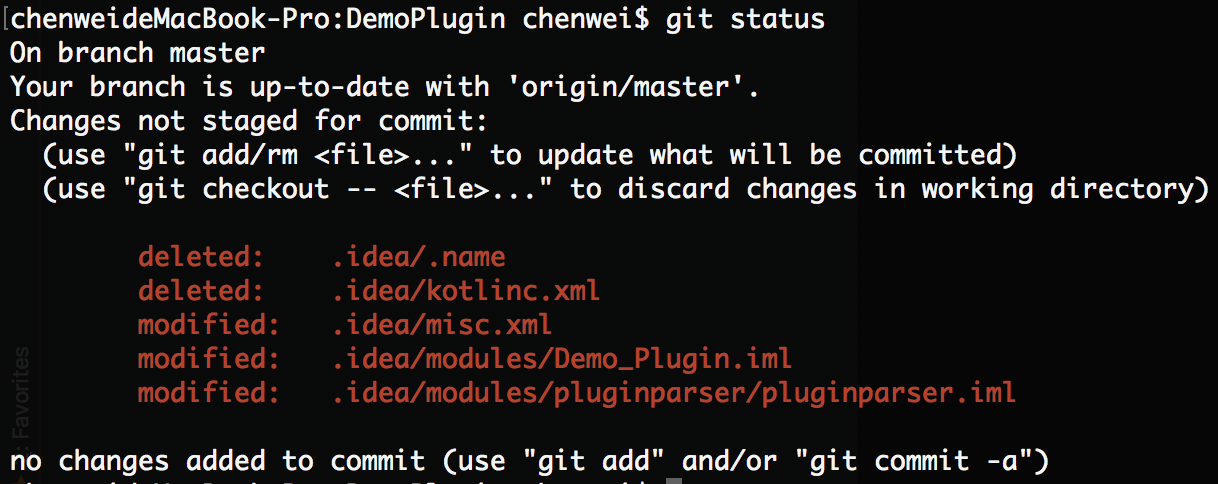 [chenweideMacBook-Pro:DemoPlugin chenwei$ git status
On branch master
Your branch is up-to-date with 'origin/master'.
Changes not staged for commit:
  (use "git add/rm <file>..." to update what will be committed)
  (use "git checkout -- <file>..." to discard changes in working directory)
        deleted:    .idea/.name
        deleted:    .idea/kotlinc.xml
        modified:   .idea/misc.xml
        modified:   .idea/modules/Demo_Plugin.iml
        modified:   .idea/modules/pluginparser/pluginparser.iml
: Favorites
no changes added to commit (use "git add" and/or "git commit -a")